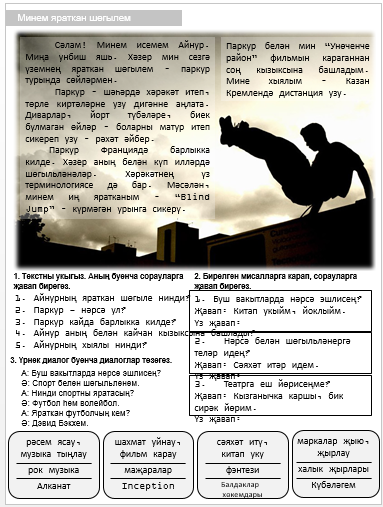 Минем яраткан шөгылем
Сәлам! Минем исемем Айнур.
Миңа унбиш яшь. Хәзер мин сезгә
үземнең яраткан шөгылем - паркур
турында сөйләрмен.
Паркур - шәһәрдә хәрәкәт итеп,
төрле киртәләрне узу дигәнне аңлата.
Диварлар, йорт түбәләре, биек
булмаган өйләр - боларны матур итеп
сикереп узу - рәхәт әйбер.
Паркур Франциядә барлыкка
килде. Хәзер аның белән күп илләрдә
шөгыльләнәләр. Хәрәкәтнең үз
терминологиясе дә бар. Мәсәлән,
минем иң яратканым - "Blind
Jump" - күрмәгән урынга сикерү.
Паркур белән мин "Унөченче
район" фильмын караганнан
соң кызыксына башладым.
Мине хыялым - Казан
Кремлендә дистанция узу.
1. Текстны укыгыз. Аның буенча сорауларга
җавап бирегез.
1. Айнурның яраткан шөгыле нинди?
2. Паркур - нәрсә ул?
3. Паркур кайда барлыкка килде?
4. Айнур аның белән кайчан кызыксына башлады?
5. Айнурның хыялы нинди?
3. Үрнәк диалог буенча диалоглар төзегез.
А: Буш вакытларда нәрсә эшлисең?
Ә: Спорт белән шөгыльләнәм.
А: Нинди спортны яратасың?
Ә: Футбол һәм волейбол.
А: Яраткан футболчың кем?
Ә: Дэвид Бэкхем.
2. Бирелгән мисалларга карап, сорауларга
җавап бирегез.
1. Буш вакытларда нәрсә эшлисең?
Җавап: Китап укыйм, йоклыйм.
Үз җавап:
2. Нәрсә белән шөгыльләнергә
теләр идең?
Җавап: Сәяхәт итәр идем.
Үз җавап:
3. Театрга еш йөрисеңме?
Җавап: Кызганычка каршы, бик
сирәк йөрим.
Үз җавап:
рәсем ясау,
музыка тыңлау
рок музыка
Алканат
шахмат уйнау,
фильм карау
маҗаралар
Inception
сәяхәт итү,
китап уку
фэнтези
Балдаклар
хөкемдары
маркалар җыю,
җырлау
халык җырлары
Күбәләгем